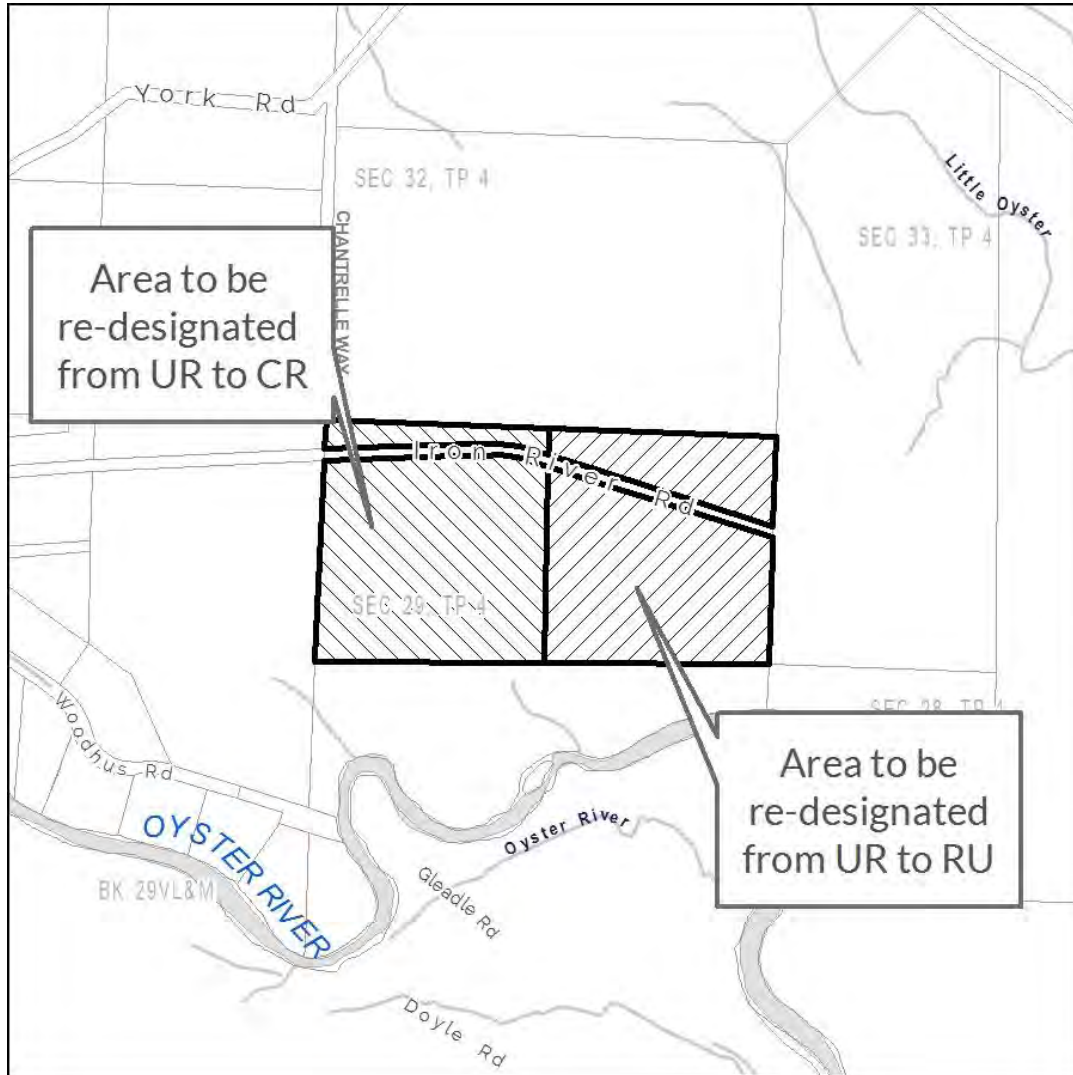 York Rd
SEC 32, TP 4
Little Oyster
SEC 33, TP 4
CHANTRELLE WAY
Area to be
re-designated
from UR to CR
Iron River Rd
SEC 29, TP 4
SEC 28, TP 4
Woodhus Rd
Area to be
re-designated
from UR to RU
OYSTER RIVER
Oyster River
Gleadle Rd
BK 29VL&M
Doyle Rd